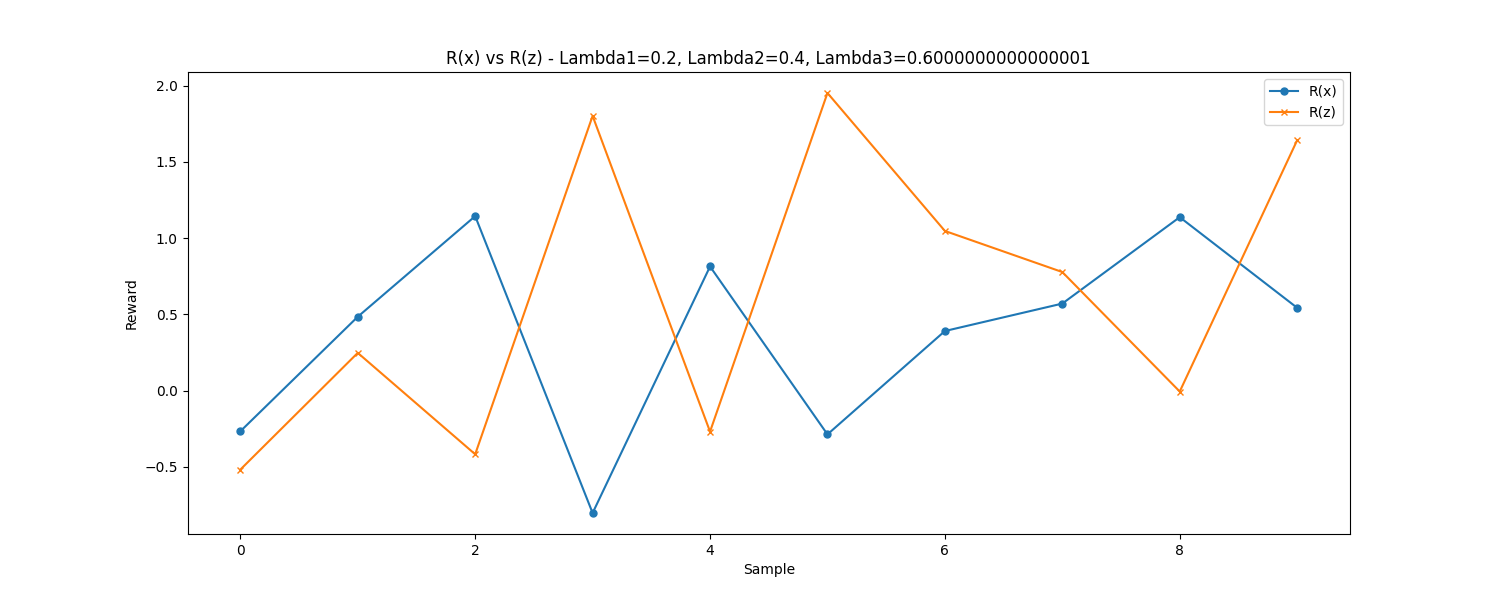 R(x) vs R(z) - Lambda1=0.2, Lambda2=0.4, Lambda3=0.6000000000000001
R(x)
R(z)
2.0
1.5
1.0
0.5
0.0
−0.5
Reward
0 2 4 6 8
Sample